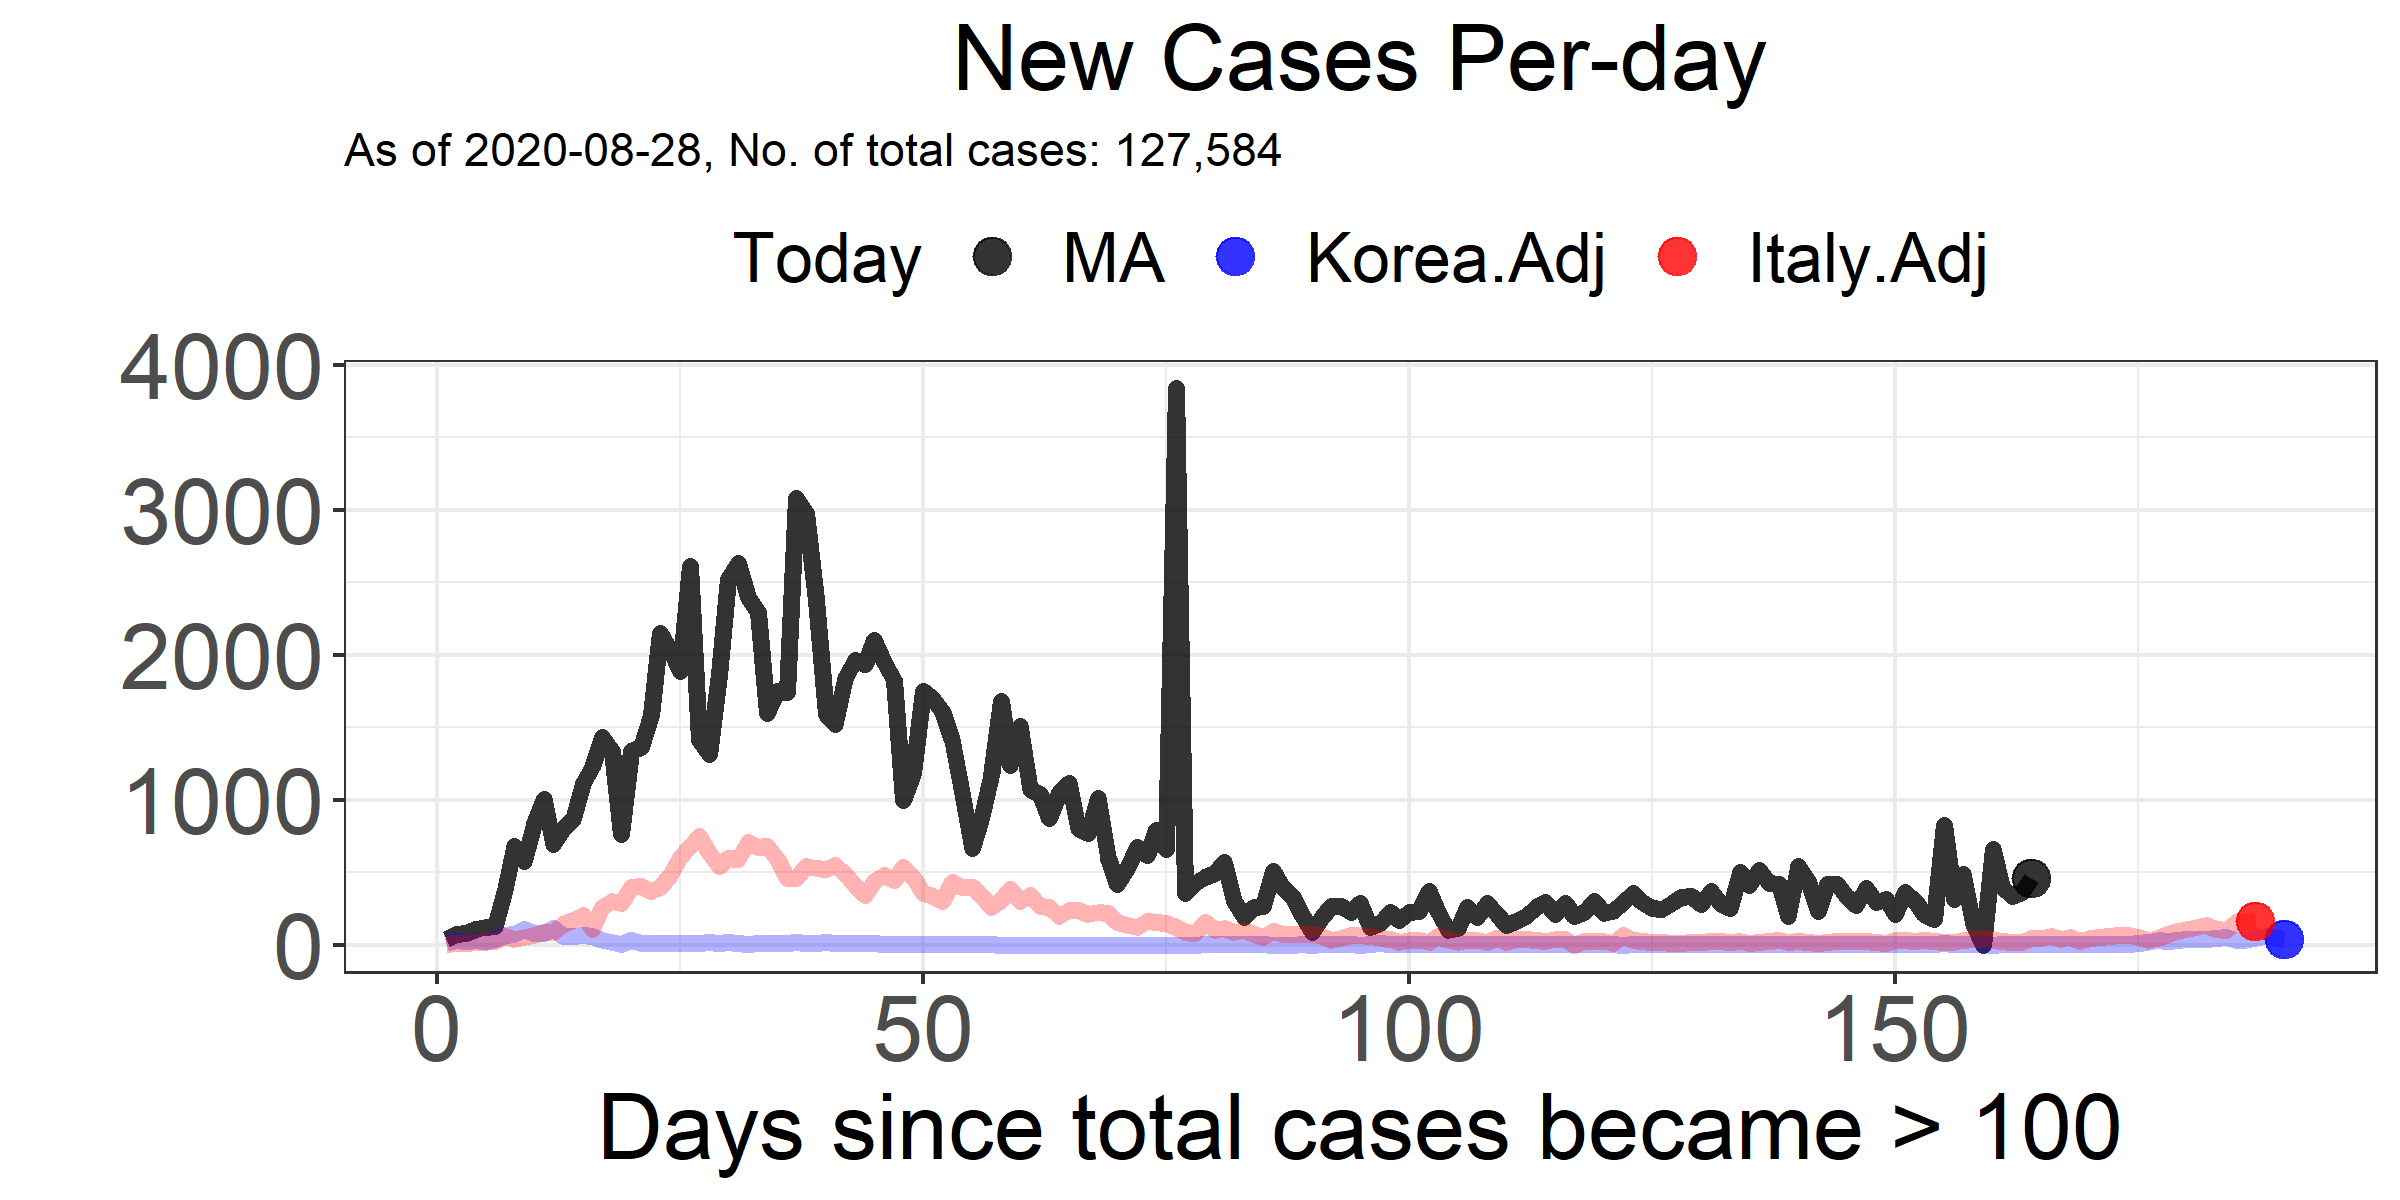 New Cases Per-day
As of 2020-08-28, No. of total cases: 127,584
Today MA Korea.Adj Italy.Adj
4000
3000
2000
1000
0
0 50 100 150
Days since total cases became > 100